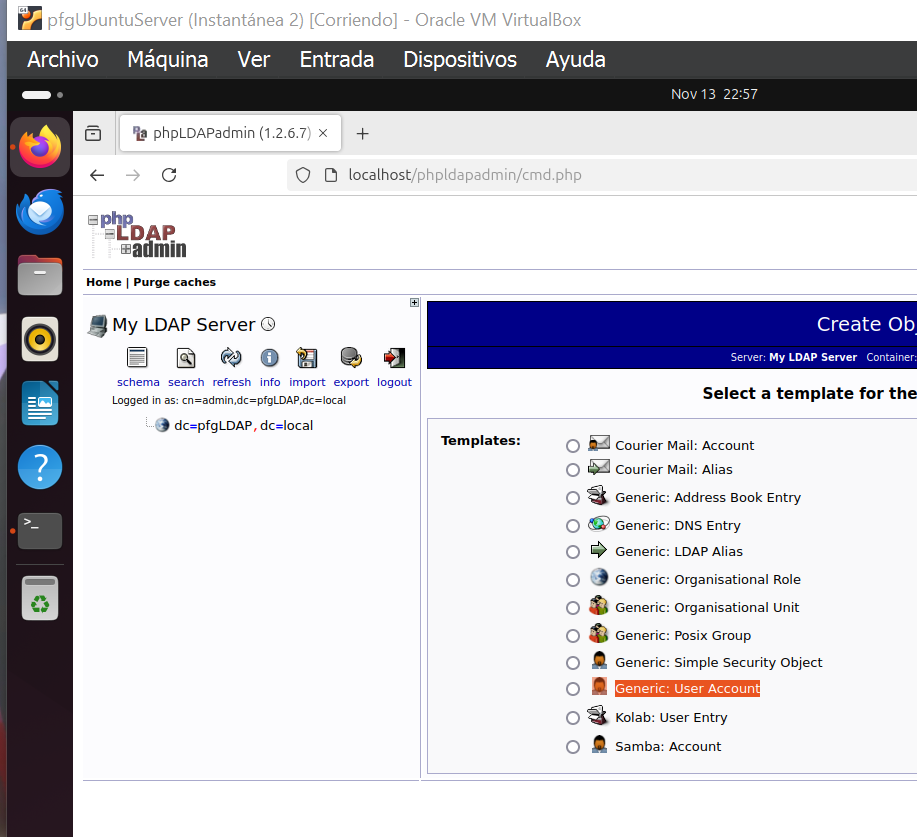 pfgUbuntuServer (Instantánea 2) [Corriendo] - Oracle VM VirtualBox
Archivo Máquina Ver Entrada Dispositivos Ayuda
Nov 13 22:57
phpLDAPadmin (1.2.6.7)
localhost/phpldapadmin/cmd.php
php
LDAP
admin
Home | Purge caches
My LDAP Server
schema search refresh info import export logout
Logged in as: cn=admin,dc=pfgLDAP,dc=local
dc=pfgLDAP,dc=local
Create Obj
Server: My LDAP Server Container:
Select a template for the
Templates:
Courier Mail: Account
Courier Mail: Alias
Generic: Address Book Entry
Generic: DNS Entry
Generic: LDAP Alias
Generic: Organisational Role
Generic: Organisational Unit
Generic: Posix Group
Generic: Simple Security Object
Generic: User Account
Kolab: User Entry
Samba: Account